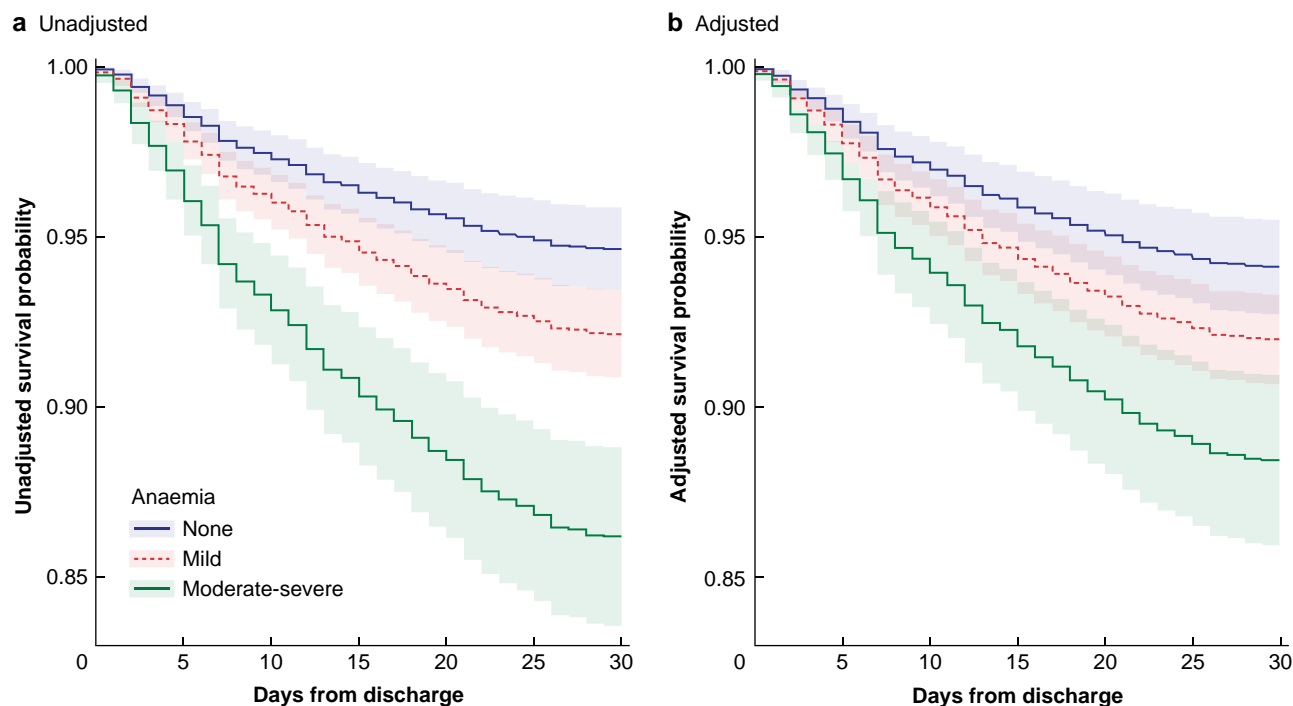 a Unadjusted
1.00
0.95
0.90
0.85
0
5
10
15
20
25
30
Unadjusted survival probability
Days from discharge
Anaemia
None
Mild
Moderate-severe
b Adjusted
1.00
0.95
0.90
0.85
0
5
10
15
20
25
30
Adjusted survival probability
Days from discharge